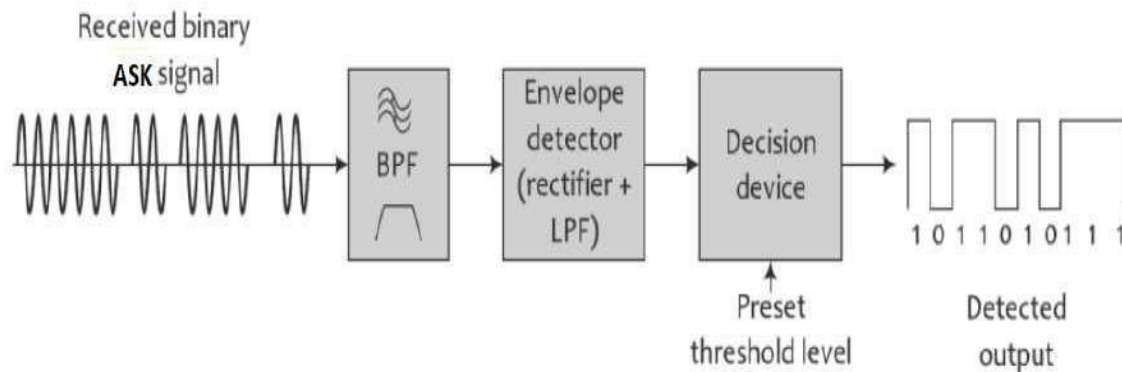 Received binary
ASK signal
BPF
Envelope
detector
(rectifier +
LPF)
Decision
device
Preset
threshold level
1 0 1 1 0 1 0 1 1 1
Detected
output